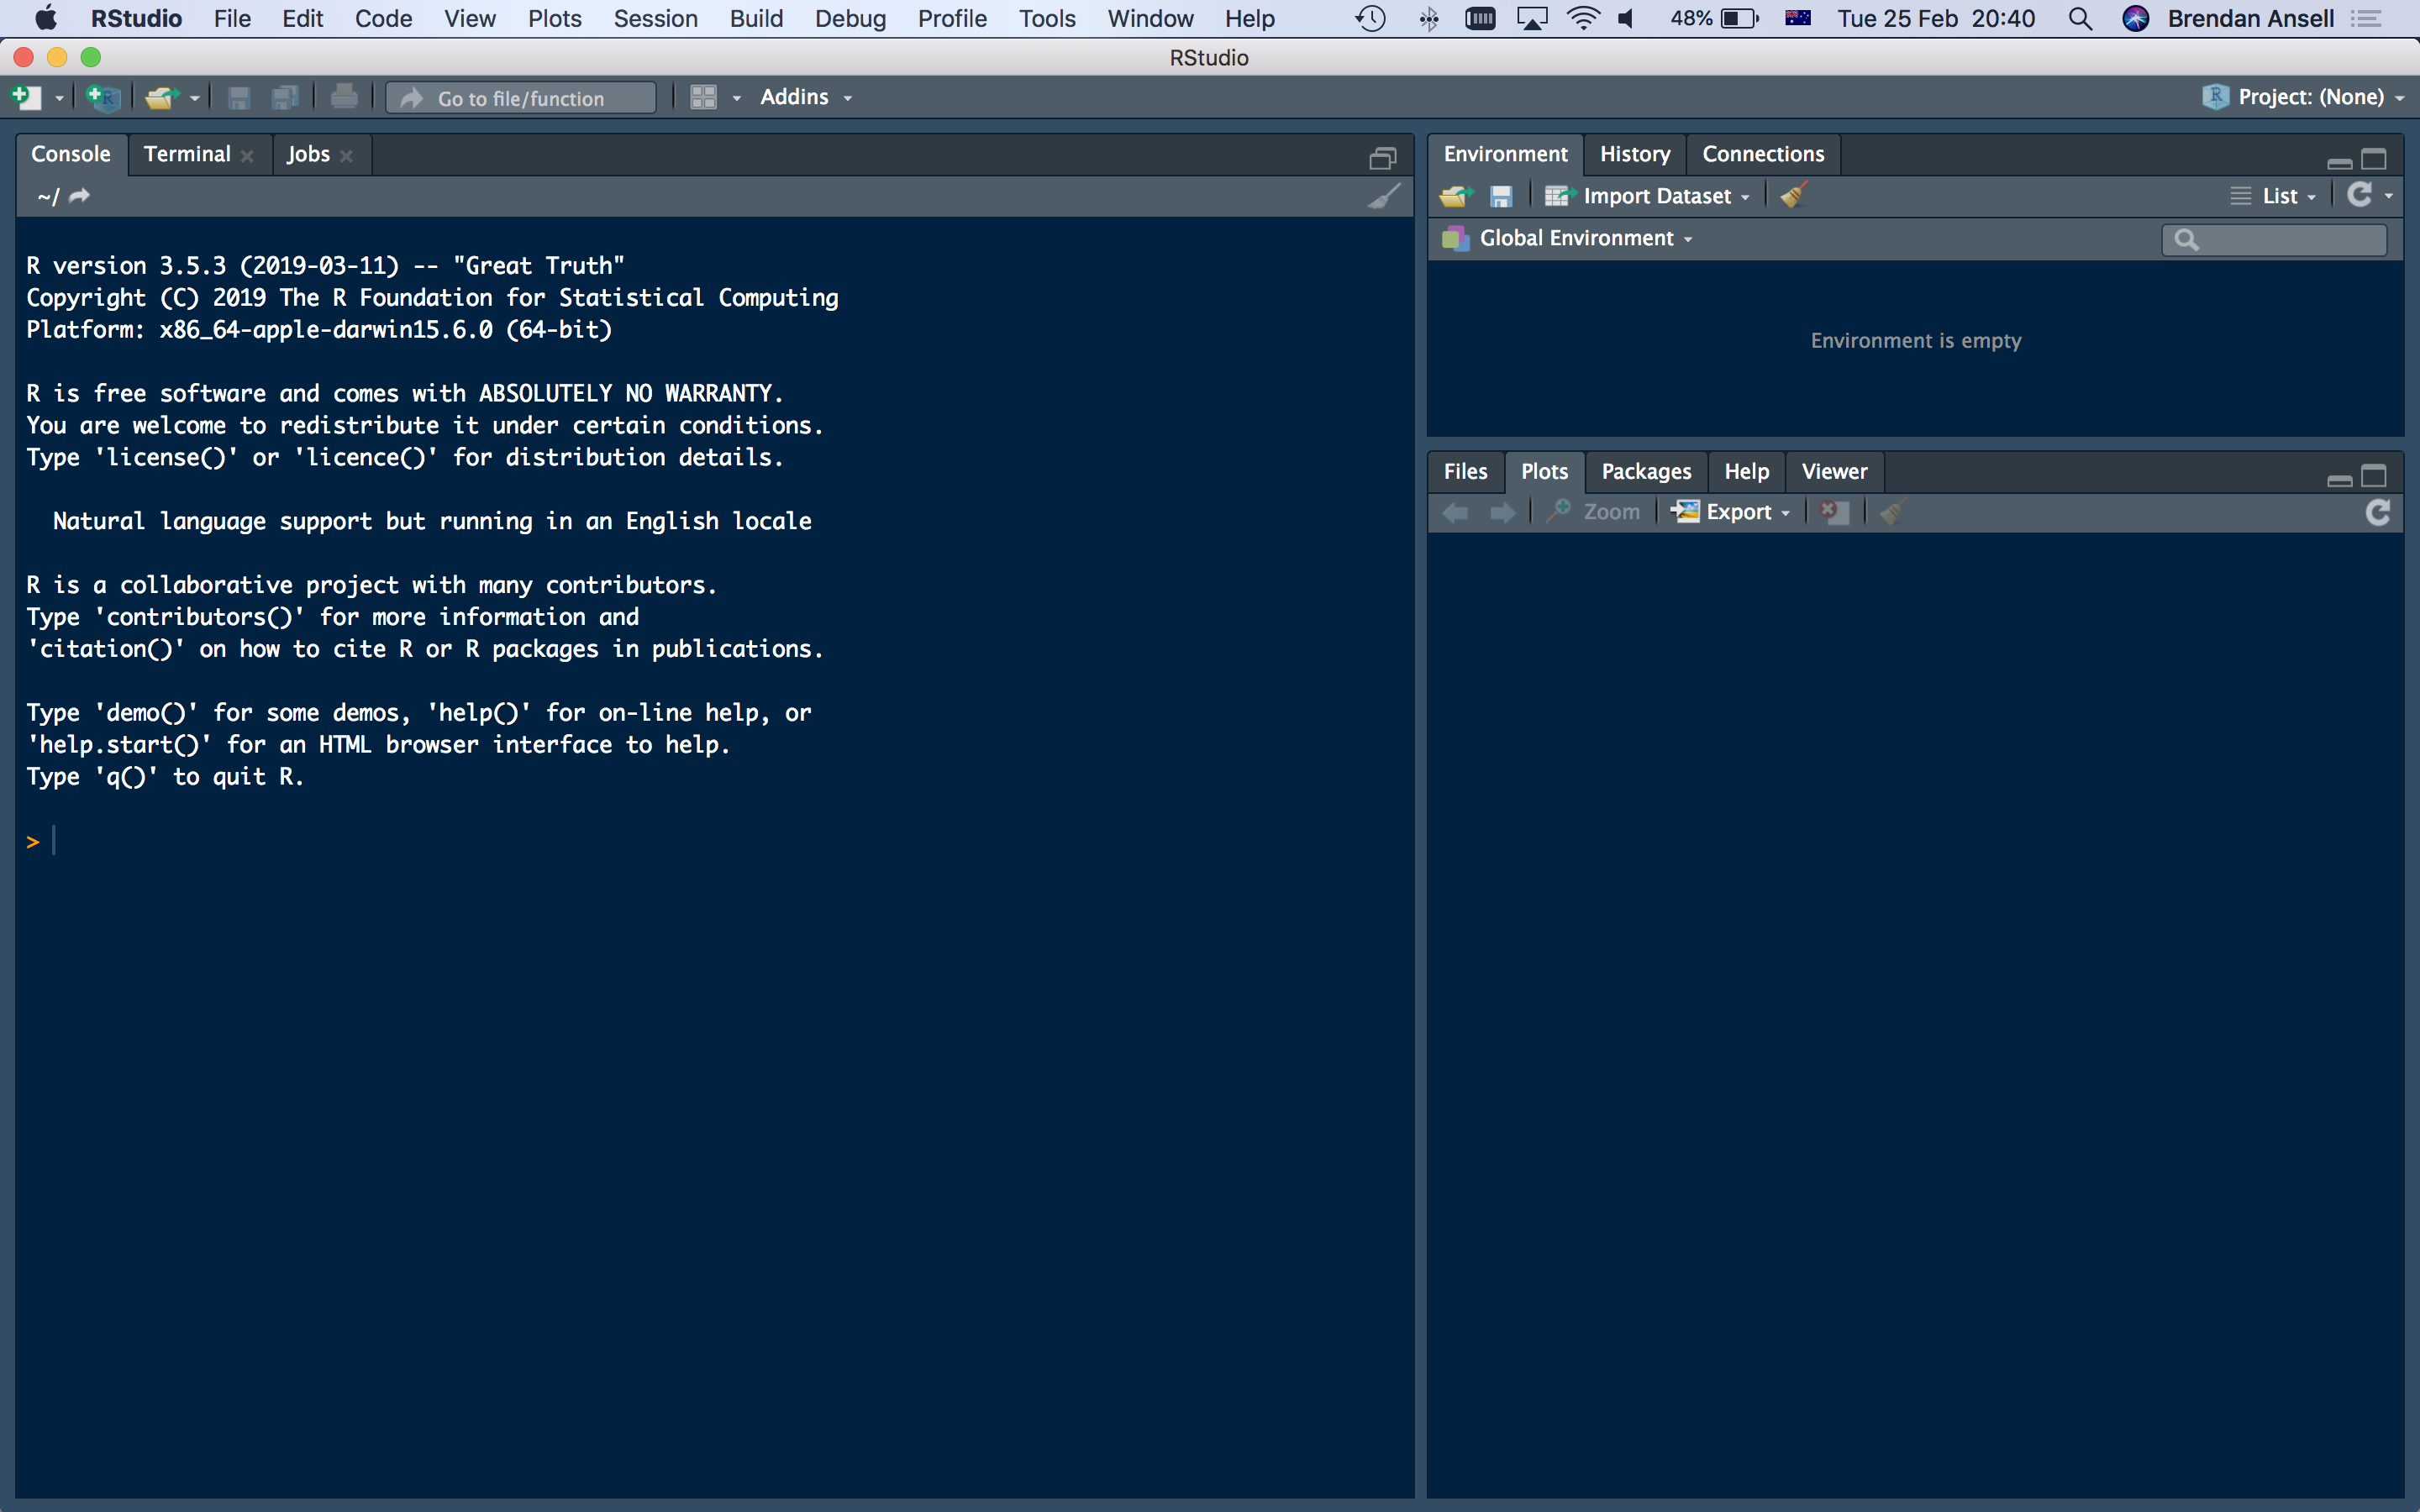 RStudio File Edit Code View Plots Session Build Debug Profile Tools Window Help 48% Tue 25 Feb 20:40 Brendan Ansell
RStudio
Go to file/function Addins Project: (None)
Console Terminal Jobs
~/
R version 3.5.3 (2019-03-11) -- "Great Truth"
Copyright (C) 2019 The R Foundation for Statistical Computing
Platform: x86_64-apple-darwin15.6.0 (64-bit)
R is free software and comes with ABSOLUTELY NO WARRANTY.
You are welcome to redistribute it under certain conditions.
Type 'license()' or 'licence()' for distribution details.
Natural language support but running in an English locale
R is a collaborative project with many contributors.
Type 'contributors()' for more information and
'citation()' on how to cite R or R packages in publications.
Type 'demo()' for some demos, 'help()' for on-line help, or
'help.start()' for an HTML browser interface to help.
Type 'q()' to quit R.
>
Environment History Connections
Import Dataset List
Global Environment
Environment is empty
Files Plots Packages Help Viewer
Zoom Export